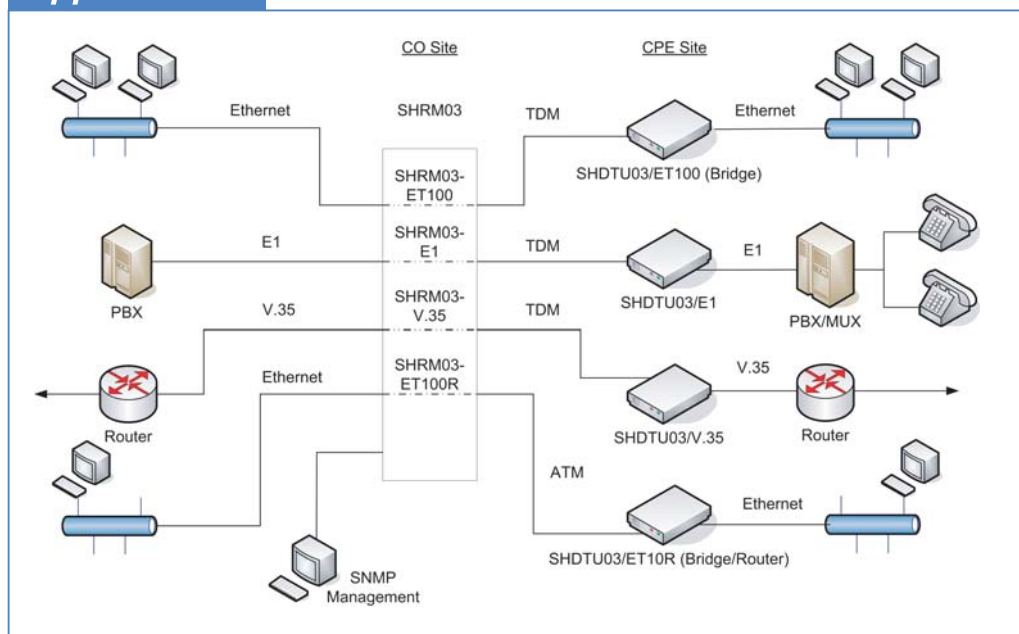 CO Site
CPE Site
Ethernet
SHRM03
TDM
Ethernet
SHRM03-
ET100
SHDTU03/ET100 (Bridge)
E1
SHRM03-
E1
TDM
E1
PBX
SHDTU03/E1
PBX/MUX
V.35
SHRM03-
V.35
TDM
Ethernet
SHRM03-
ET100R
V.35
Router
SHDTU03/V.35
Router
ATM
Ethernet
SHDTU03/ET10R (Bridge/Router)
SNMP
Management